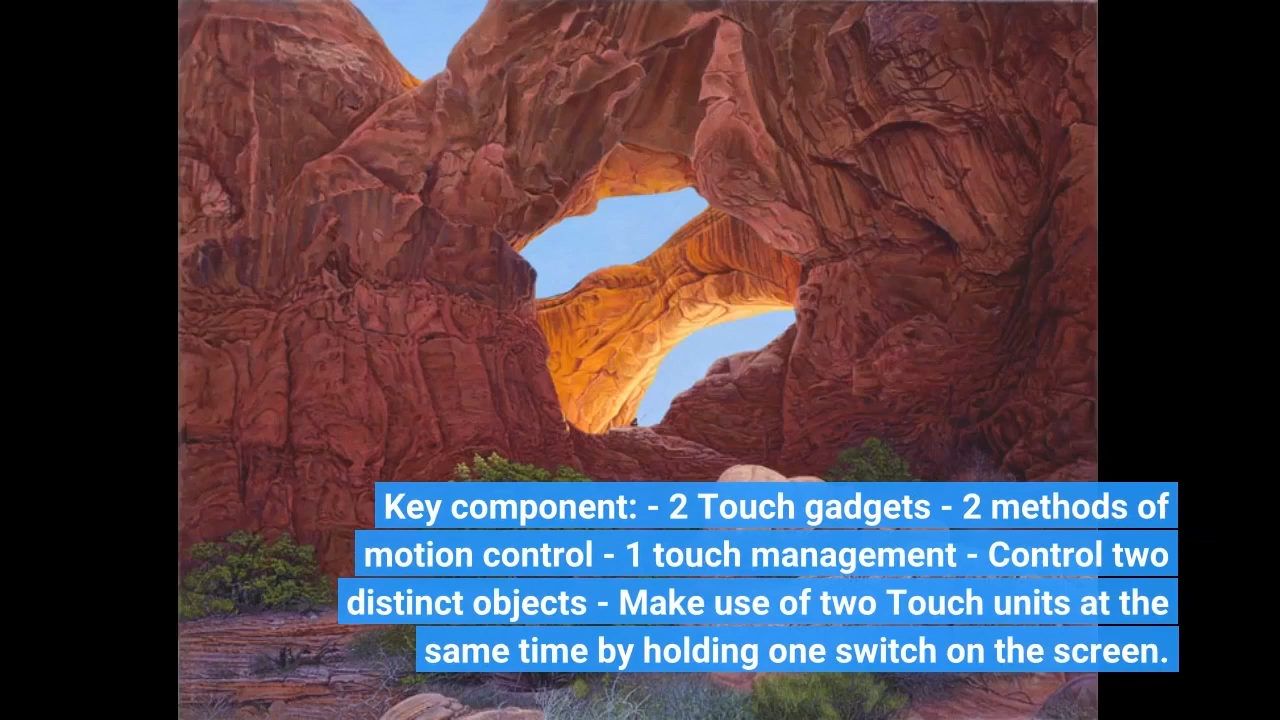 Key component: - 2 Touch gadgets - 2 methods of
motion control - 1 touch management - Control two
distinct objects - Make use of two Touch units at the
same time by holding one switch on the screen.